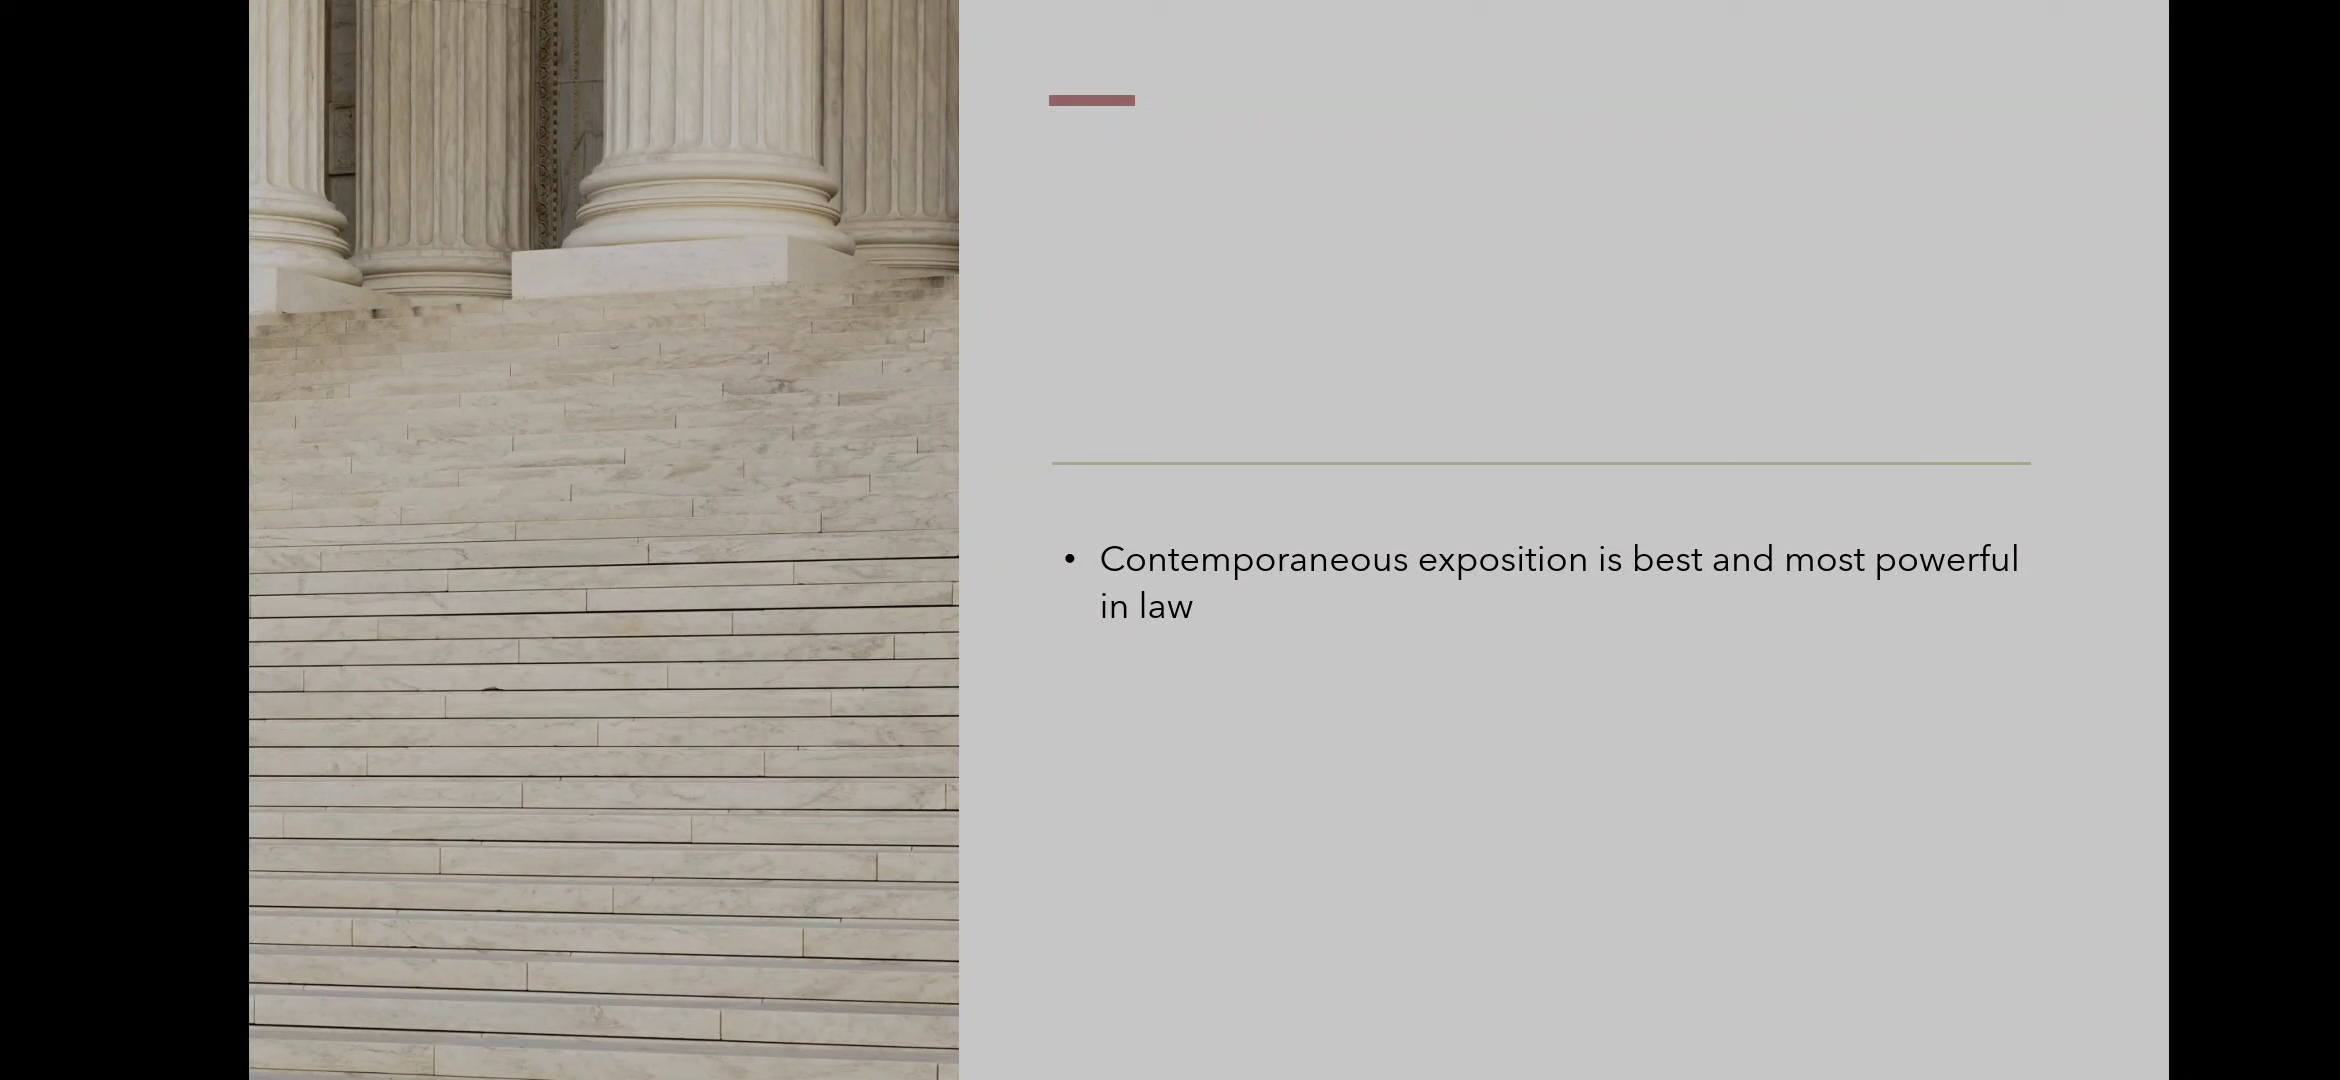 • Contemporaneous exposition is best and most powerful
in law